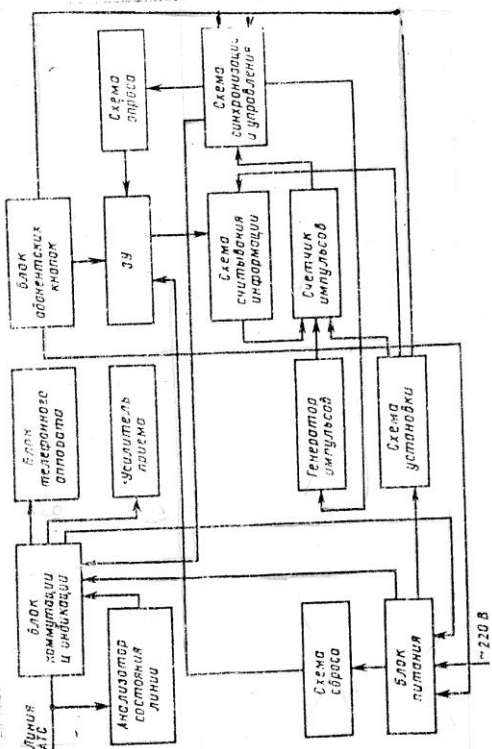 Линия
АТС
Блок
коммутации
и индикации
Анализатор
состояния
линии
Блок
телефонного
аппарата
Усилитель
приема
Блок
абонентских
кнопок
ЗУ
Схема
опроса
Схема
считывания
информации
Схема
синхронизации
и управления
Счетчик
импульсов
Генератор
импульсов
Схема
установки
Схема
сброса
Блок
питания
~220 В